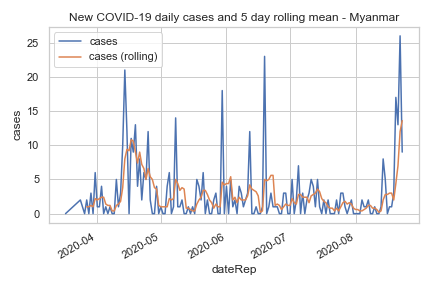 New COVID-19 daily cases and 5 day rolling mean - Myanmar
cases
cases (rolling)
25
20
15
10
5
0
cases
2020-04
2020-05
2020-06
2020-07
2020-08
dateRep